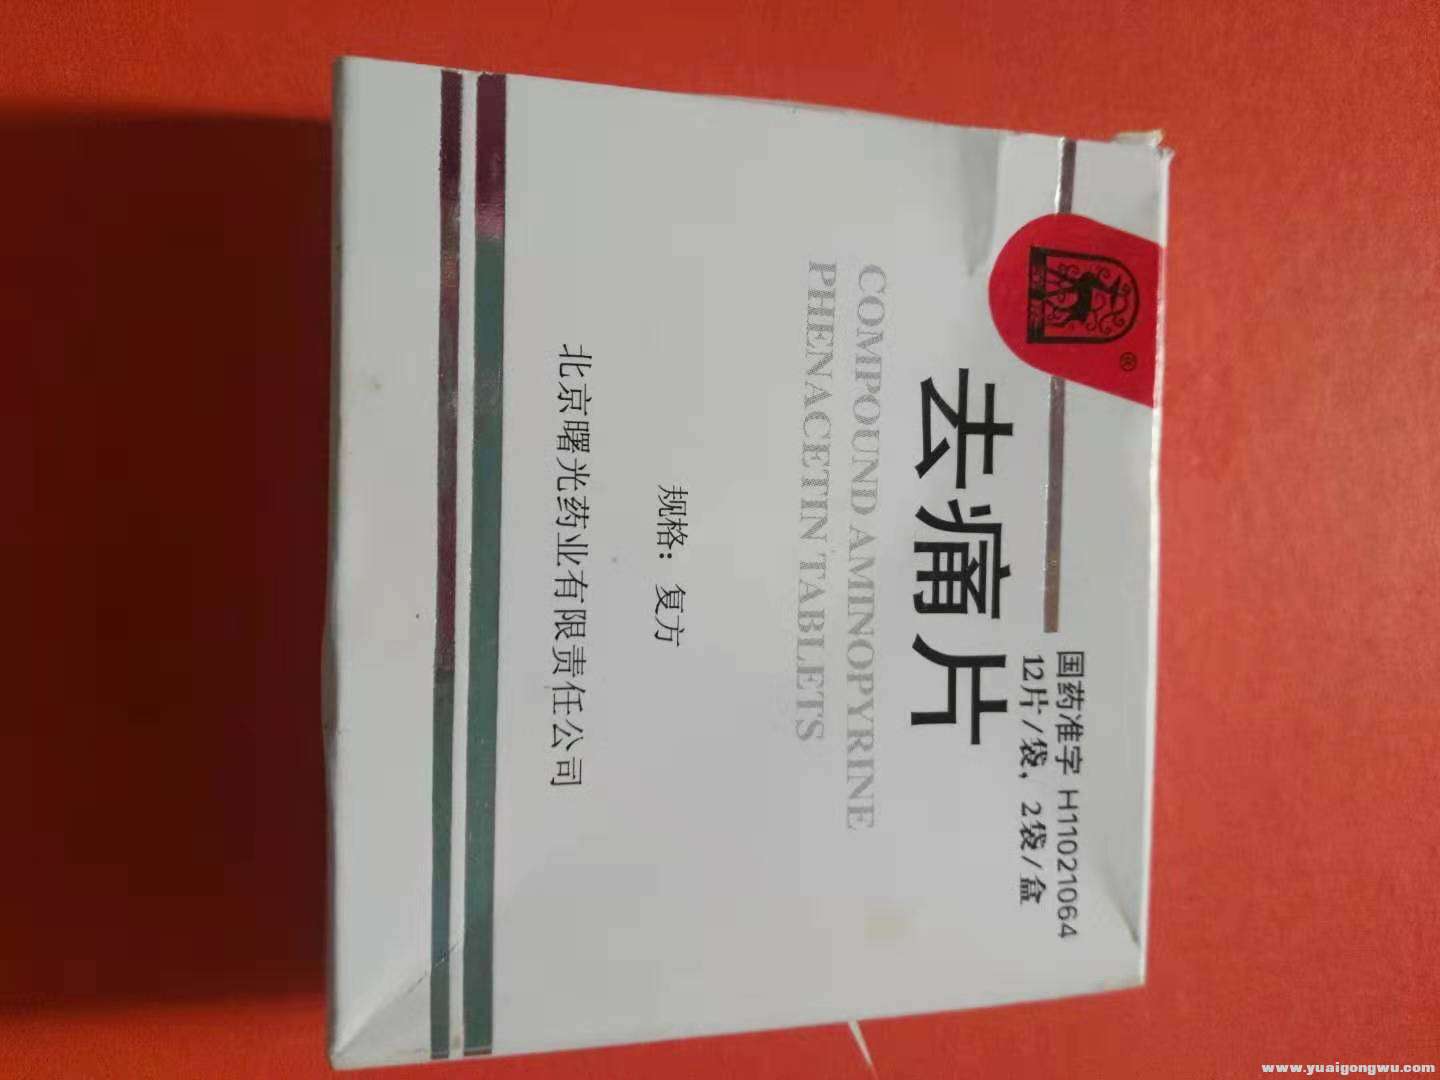 国药准字 H11021064
12片/袋，2袋/盒
去痛片
COMPOUND AMINOPYRINE
PHENACETIN TABLETS
规格：复方
北京曙光药业有限责任公司
®
www.yuaigongwu.com